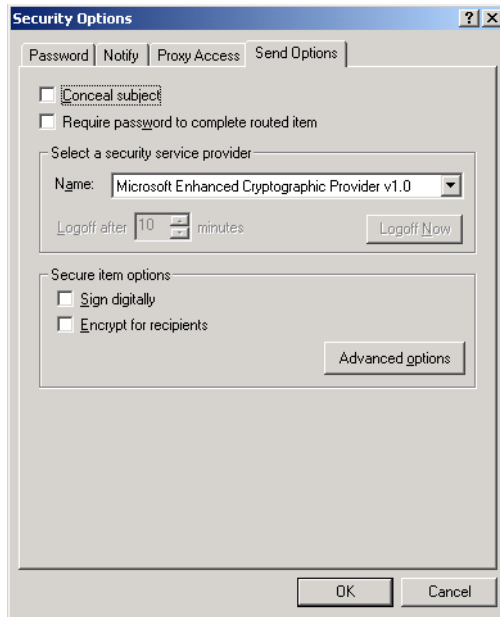 Security Options
Password Notify Proxy Access Send Options
Conceal subject
Require password to complete routed item
Select a security service provider
Name: Microsoft Enhanced Cryptographic Provider v1.0
Logoff after 10 minutes Logoff Now
Secure item options
Sign digitally
Encrypt for recipients
Advanced options
OK Cancel